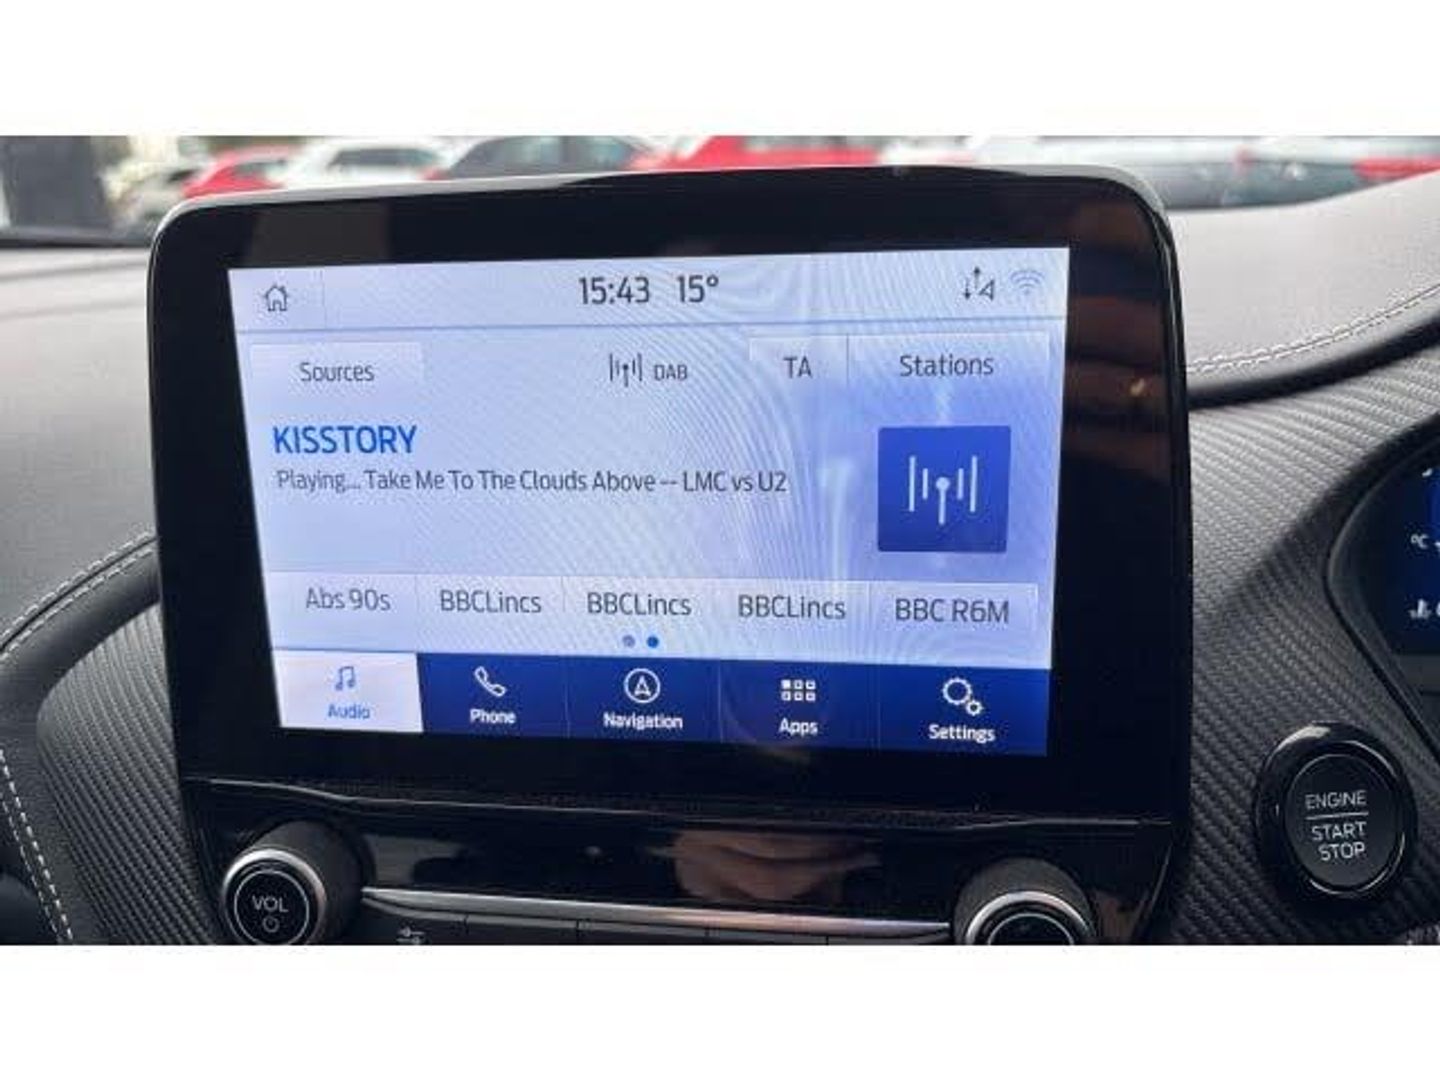 15:43 15°
Sources
DAB
TA
Stations
KISSTORY
Playing... Take Me To The Clouds Above -- LMC vs U2
Abs 90s
BBCLincs
BBCLincs
BBCLincs
BBC R6M
Audio
Phone
Navigation
Apps
Settings
°C
ENGINE
START
STOP
VOL